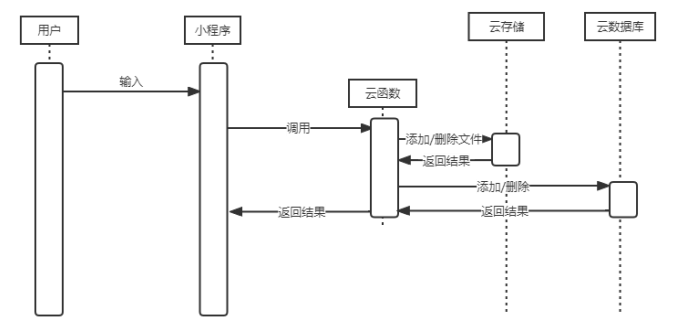 用户
小程序
云存储
云数据库
输入
云函数
调用
添加/删除文件
返回结果
添加/删除
返回结果
返回结果